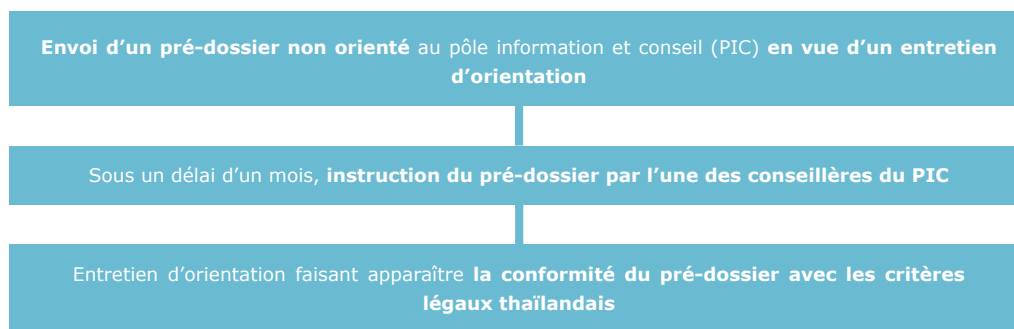 Envoi d’un pré-dossier non orienté au pôle information et conseil (PIC) en vue d’un entretien
d’orientation
Sous un délai d’un mois, instruction du pré-dossier par l’une des conseillères du PIC
Entretien d’orientation faisant apparaître la conformité du pré-dossier avec les critères
légaux thaïlandais